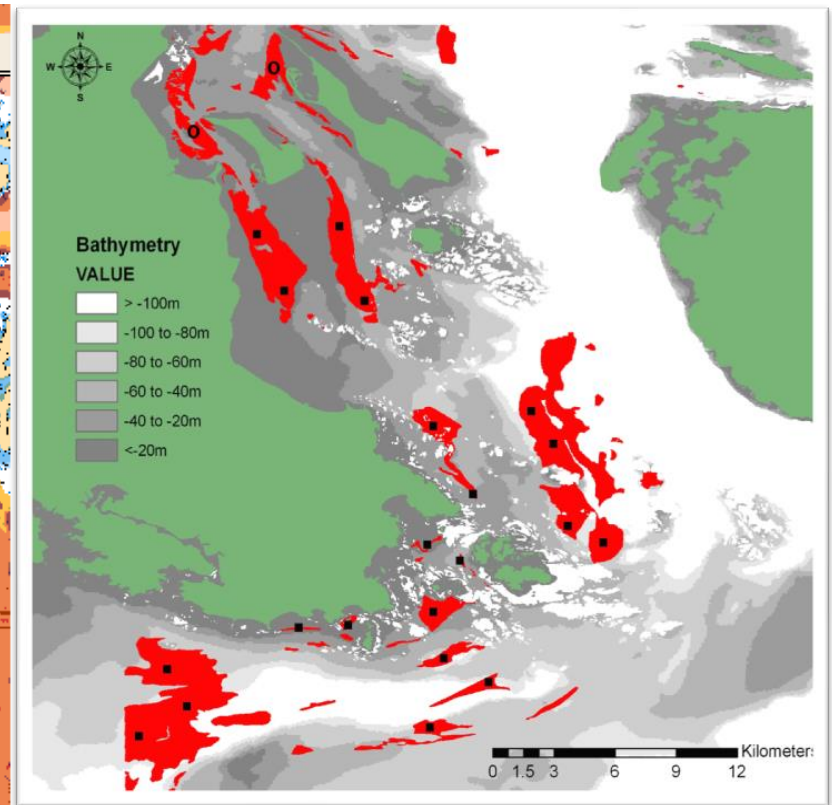 N
W E
S
O
O
Bathymetry
VALUE
> -100m
-100 to -80m
-80 to -60m
-60 to -40m
-40 to -20m
<-20m
Kilometers
0 1.5 3 6 9 12